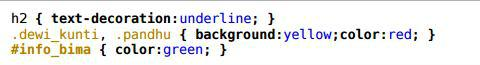 h2 { text-decoration:underline; }
.dewi_kunti, .pandhu { background:yellow;color:red; }
#info_bima { color:green; }